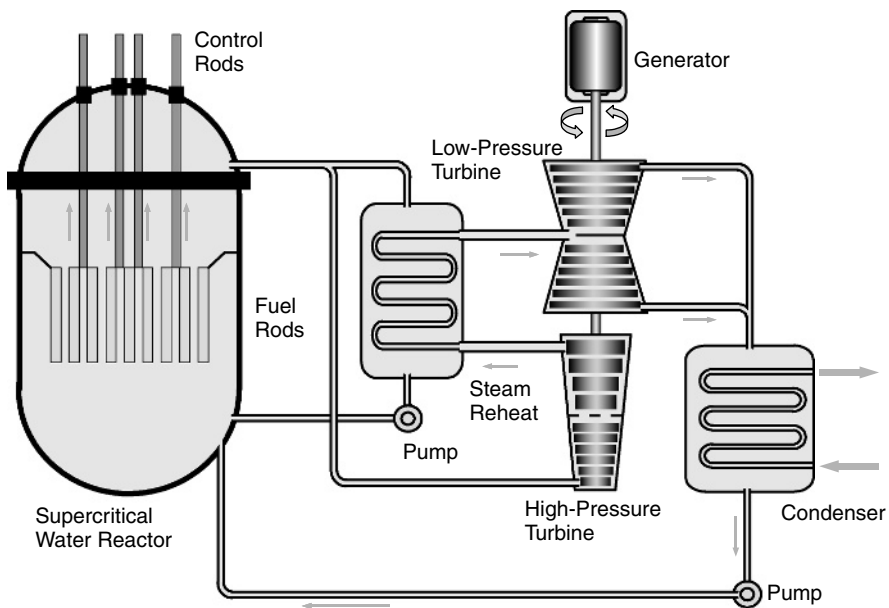 Control
Rods
Generator
Low-Pressure
Turbine
Fuel
Rods
Steam
Reheat
Pump
Supercritical
Water Reactor
High-Pressure
Turbine
Condenser
Pump